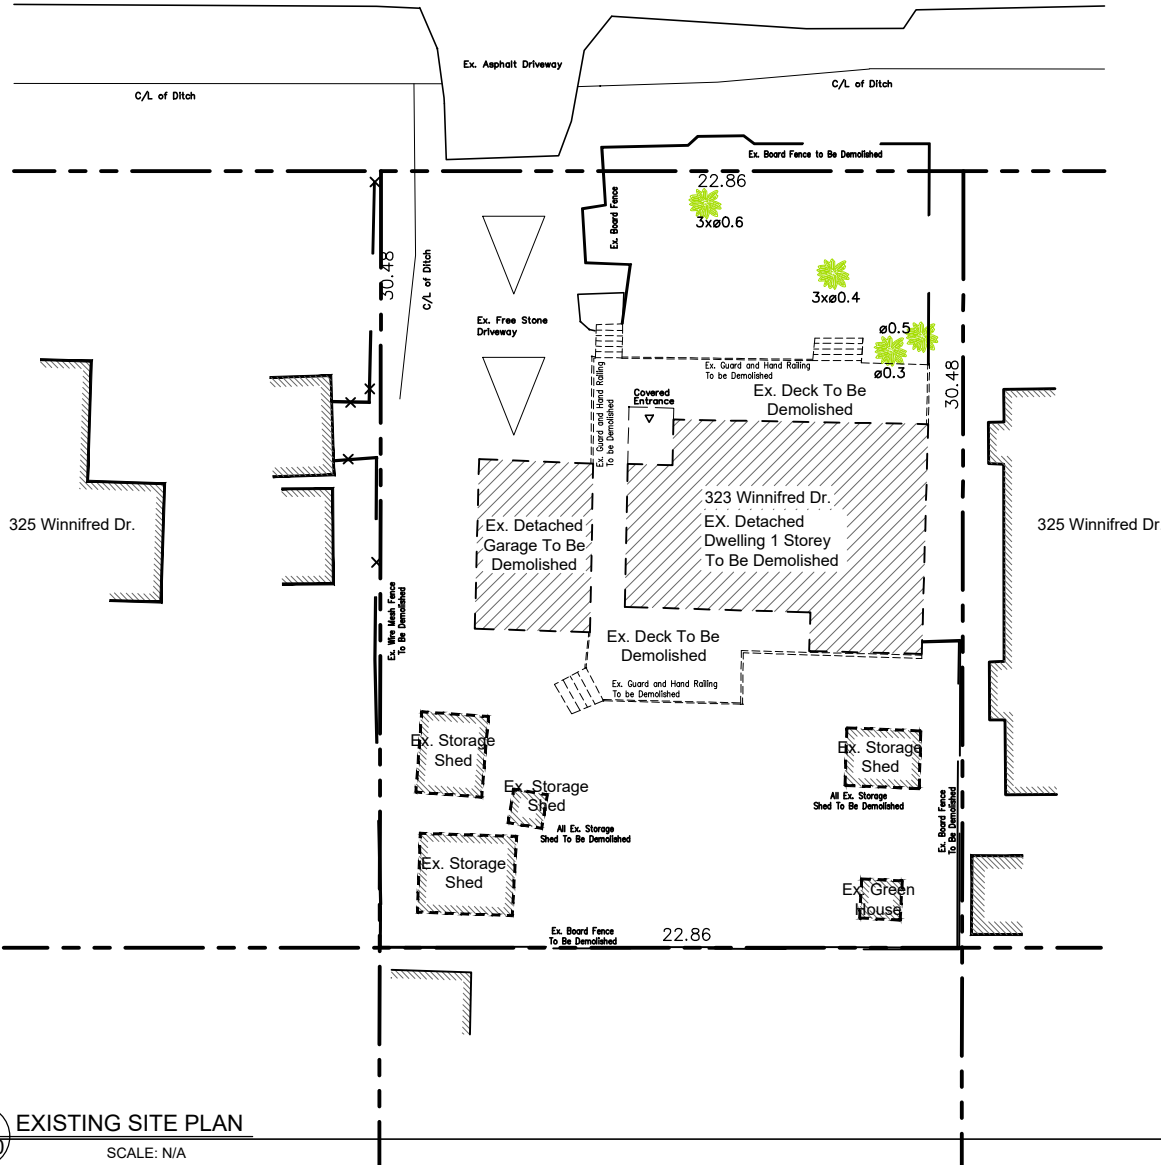 Ex. Asphalt Driveway
C/L of Ditch
C/L of Ditch
Ex. Board Fence to Be Demolished
22.86
3xø0.6
Ex. Board Fence
30.48
C/L of Ditch
3xø0.4
Ex. Free Stone
Driveway
ø0.5
ø0.3
Ex. Guard and Hand Railing
To be Demolished
Ex. Guard and Hand Railing
To be Demolished
Covered
Entrance
Ex. Deck To Be
Demolished
30.48
325 Winnifred Dr.
Ex. Detached
Garage To Be
Demolished
323 Winnifred Dr.
EX. Detached
Dwelling 1 Storey
To Be Demolished
325 Winnifred Dr
Ex. Wire Mesh Fence
To Be Demolished
Ex. Deck To Be
Demolished
Ex. Guard and Hand Railing
To be Demolished
Ex. Storage
Shed
Ex. Storage
Shed
Ex. Storage
Shed
All Ex. Storage
Shed To Be Demolished
All Ex. Storage
Shed To Be Demolished
Ex. Board Fence
To Be Demolished
Ex. Storage
Shed
Ex. Green
House
Ex. Board Fence
To Be Demolished
22.86
EXISTING SITE PLAN
SCALE: N/A